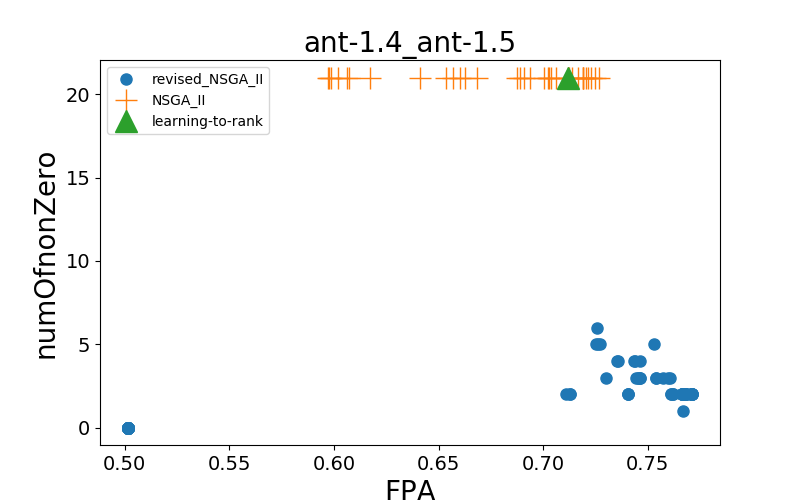 ant-1.4_ant-1.5
revised_NSGA_II
NSGA_II
learning-to-rank
numOfnonZero
20
15
10
5
0
0.50 0.55 0.60 0.65 0.70 0.75
FPA